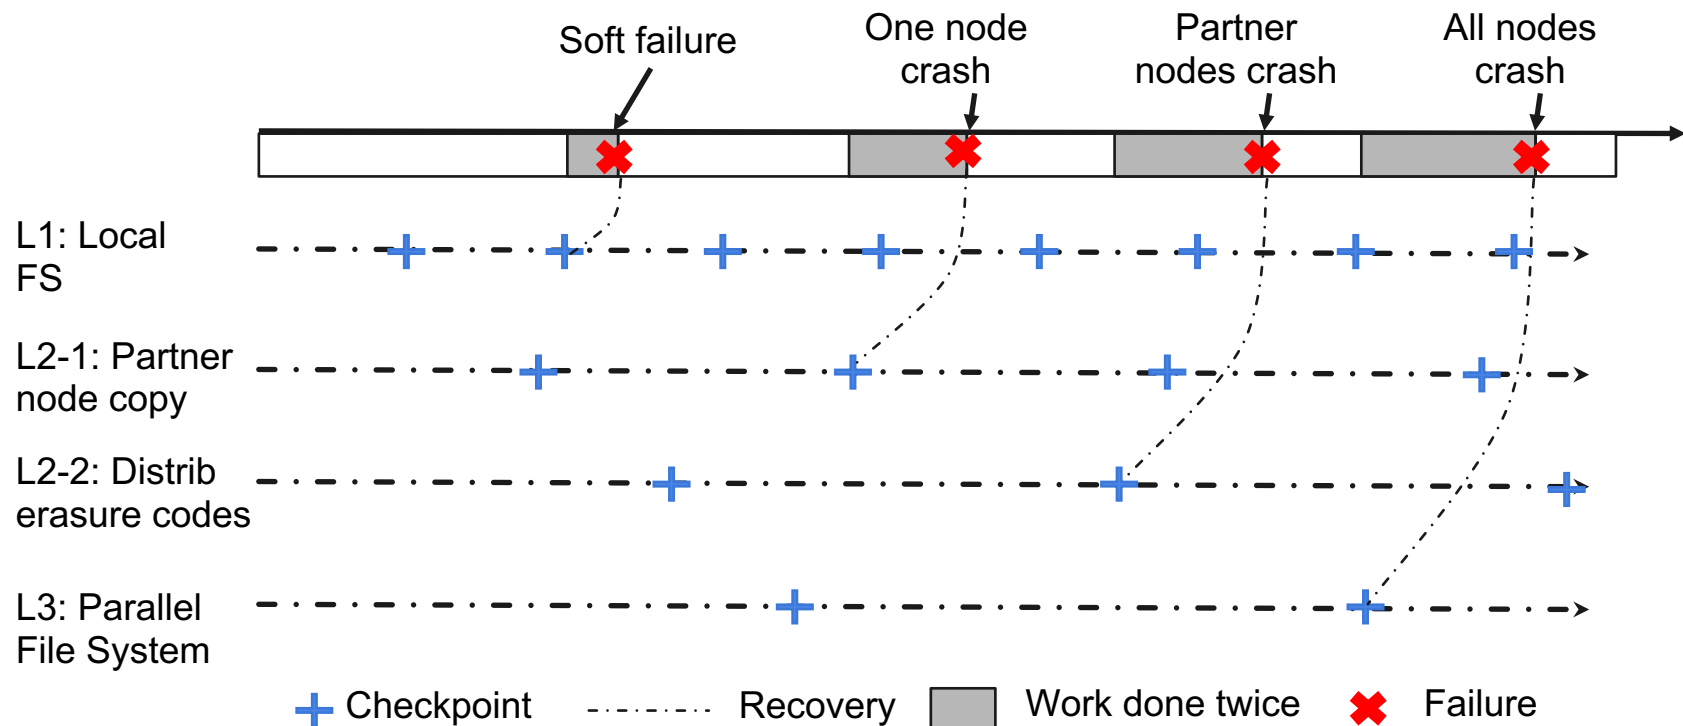 Soft failure
One node
crash
Partner
nodes crash
All nodes
crash
L1: Local
FS
L2-1: Partner
node copy
L2-2: Distrib
erasure codes
L3: Parallel
File System
Checkpoint
Recovery
Work done twice
Failure